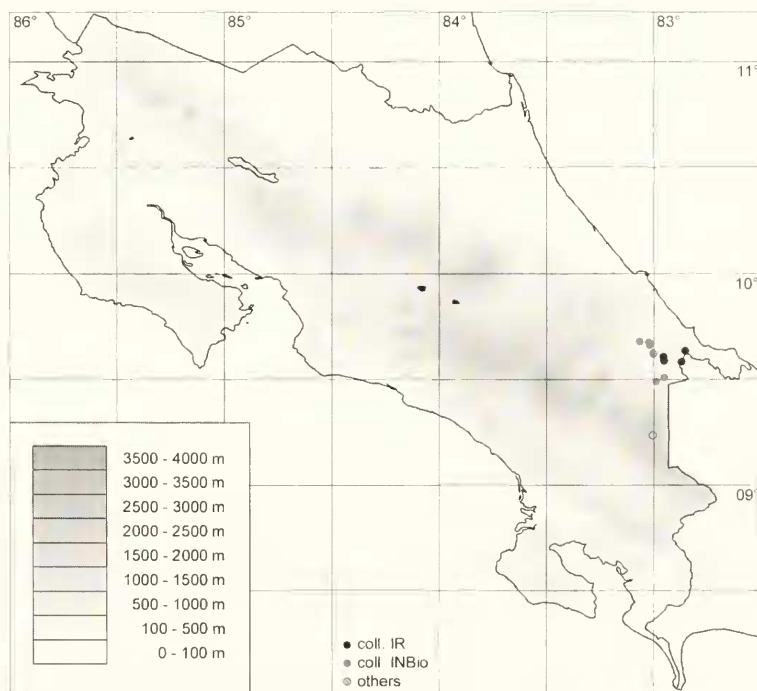 86° 85° 84° 83°
11°
10°
09°
3500 - 4000 m
3000 - 3500 m
2500 - 3000 m
2000 - 2500 m
1500 - 2000 m
1000 - 1500 m
500 - 1000 m
100 - 500 m
0 - 100 m
coll. IR
coll INBio
others